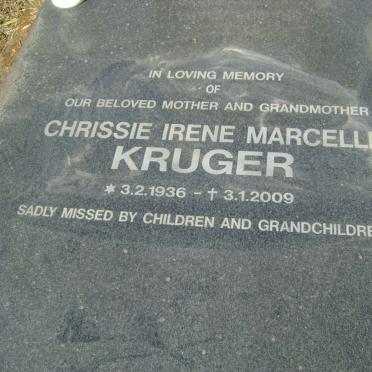 IN LOVING MEMORY
OF
OUR BELOVED MOTHER AND GRANDMOTHER
CHRISSIE IRENE MARCELL
KRUGER
* 3.2.1936 - † 3.1.2009
SADLY MISSED BY CHILDREN AND GRANDCHILDRE